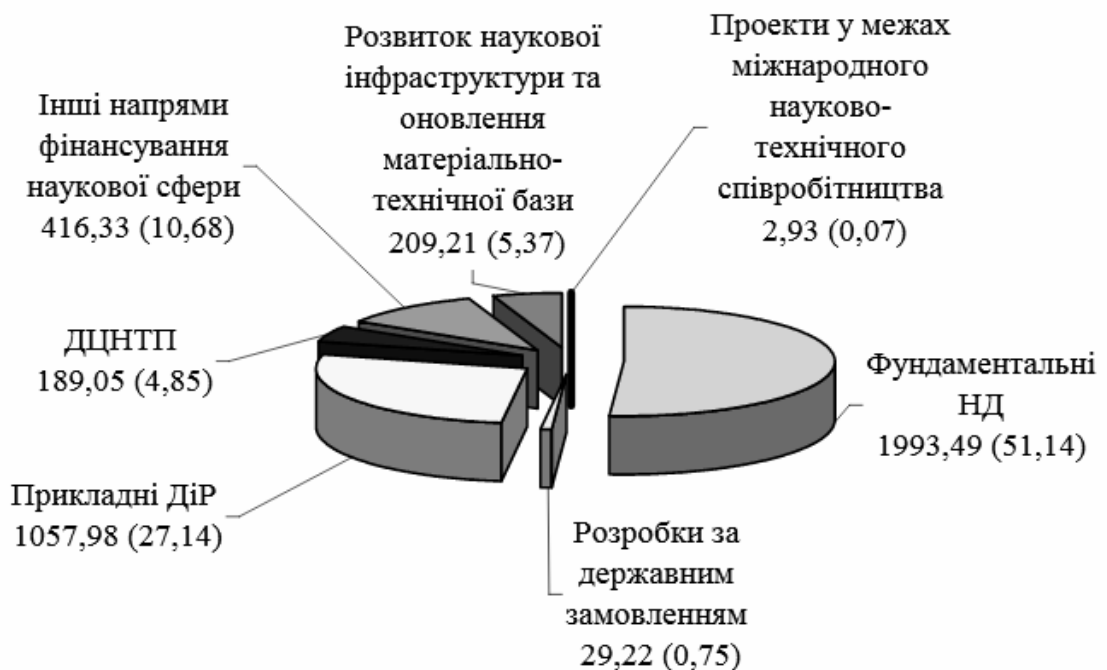 Інші напрями
фінансування
наукової сфери
416,33 (10,68)
Розвиток наукової
інфраструктури та
оновлення
матеріально-
технічної бази
209,21 (5,37)
Проекти у межах
міжнародного
науково-
технічного
співробітництва
2,93 (0,07)
ДЦНТП
189,05 (4,85)
Фундаментальні
НД
1993,49 (51,14)
Прикладні ДіР
1057,98 (27,14)
Розробки за
державним
замовленням
29,22 (0,75)